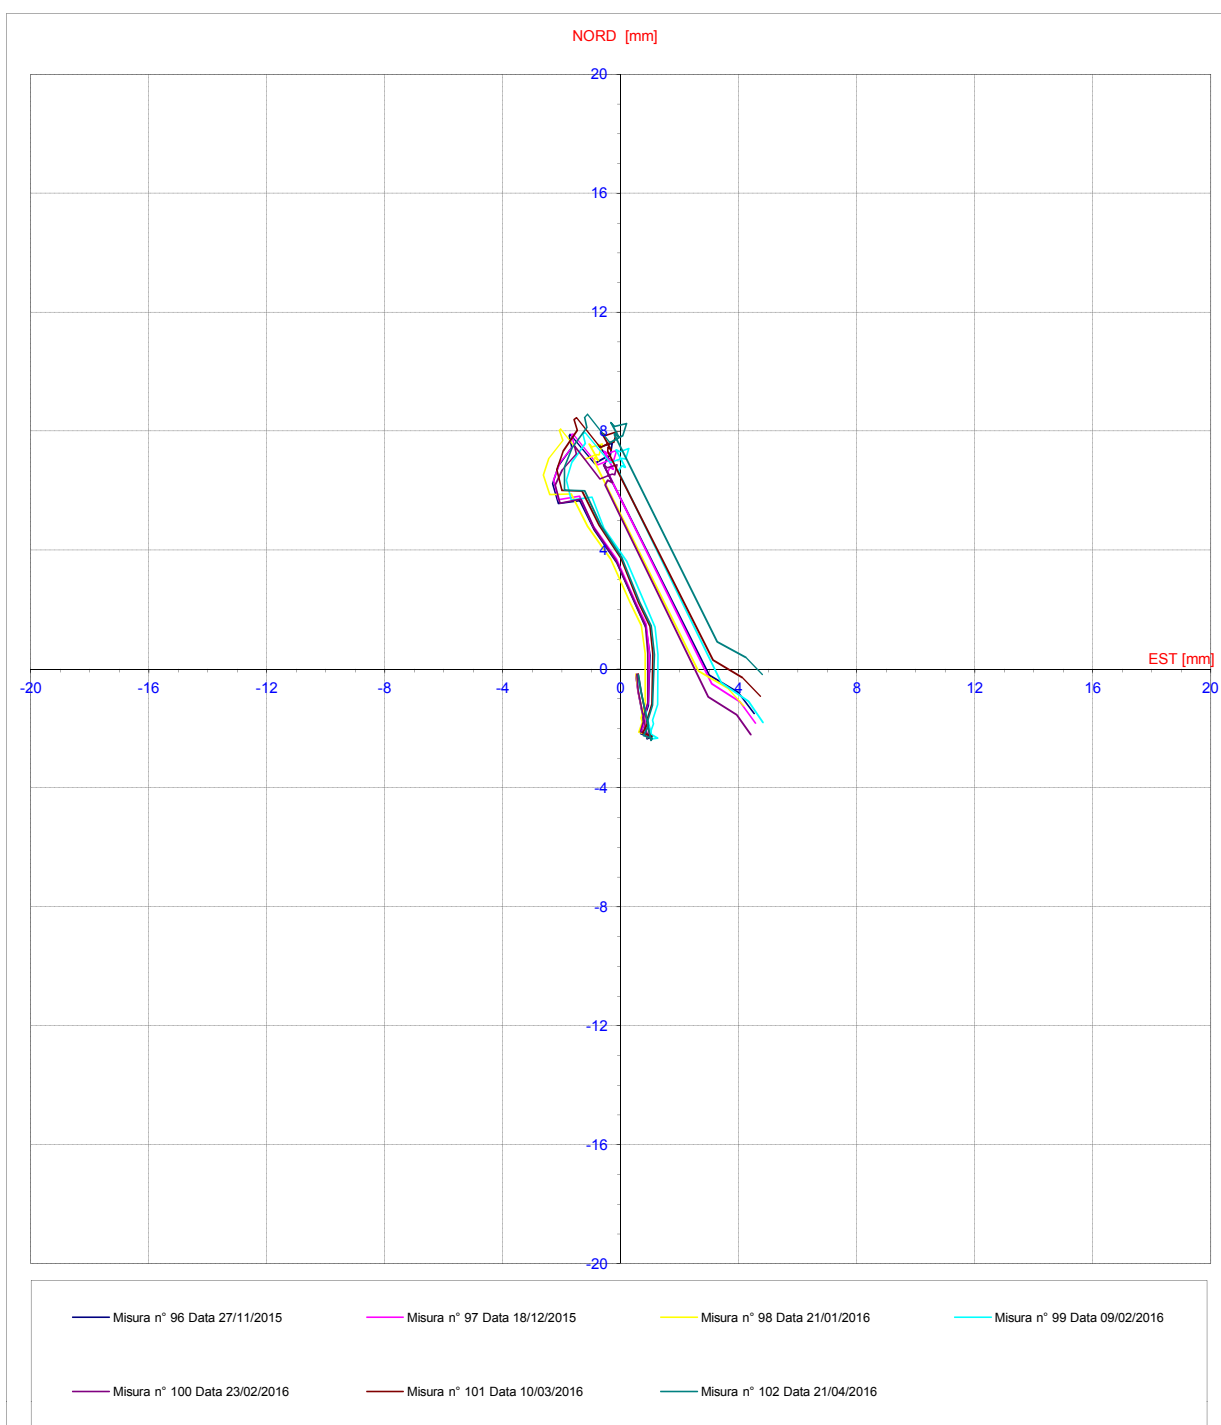 NORD [mm]
20
16
12
8
4
0
EST [mm]
-20 -16 -12 -8 -4 0 4 8 12 16 20
-4
-8
-12
-16
-20
Misura n° 96 Data 27/11/2015 Misura n° 97 Data 18/12/2015 Misura n° 98 Data 21/01/2016 Misura n° 99 Data 09/02/2016
Misura n° 100 Data 23/02/2016 Misura n° 101 Data 10/03/2016 Misura n° 102 Data 21/04/2016